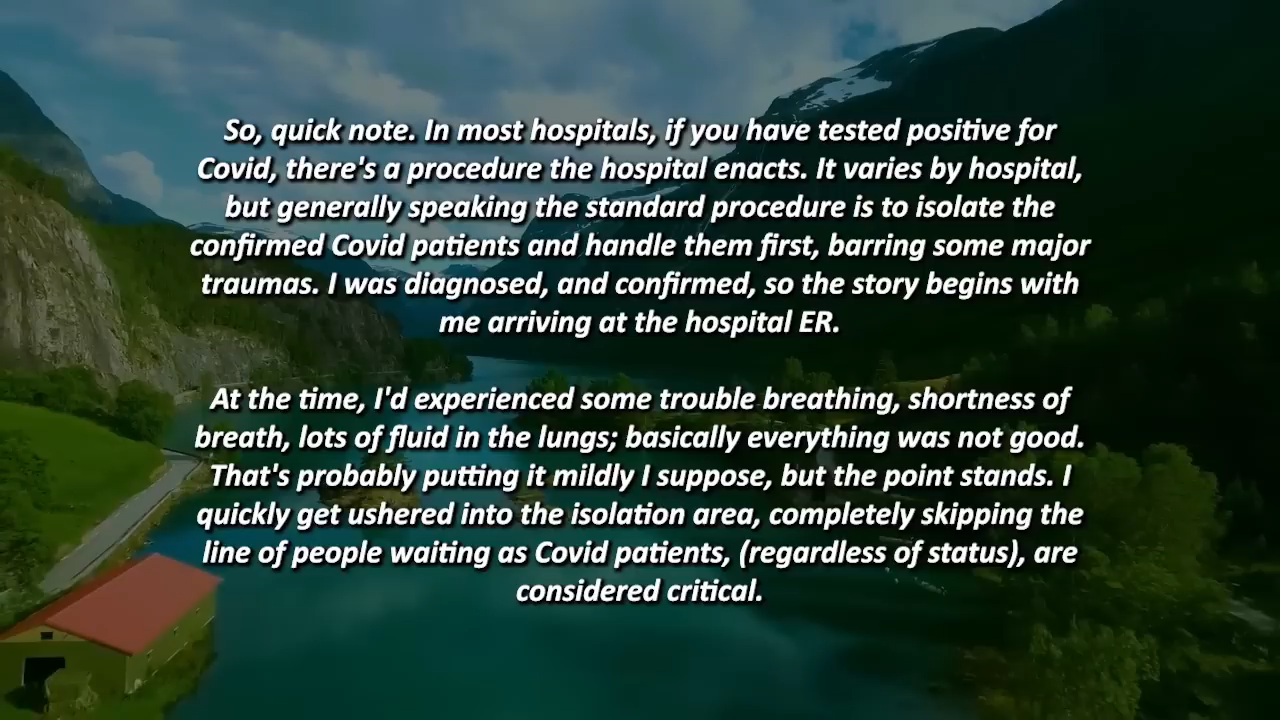 So, quick note. In most hospitals, if you have tested positive for
Covid, there's a procedure the hospital enacts. It varies by hospital,
but generally speaking the standard procedure is to isolate the
confirmed Covid patients and handle them first, barring some major
traumas. I was diagnosed, and confirmed, so the story begins with
me arriving at the hospital ER.
At the time, I'd experienced some trouble breathing, shortness of
breath, lots of fluid in the lungs; basically everything was not good.
That's probably putting it mildly I suppose, but the point stands. I
quickly get ushered into the isolation area, completely skipping the
line of people waiting as Covid patients, (regardless of status), are
considered critical.